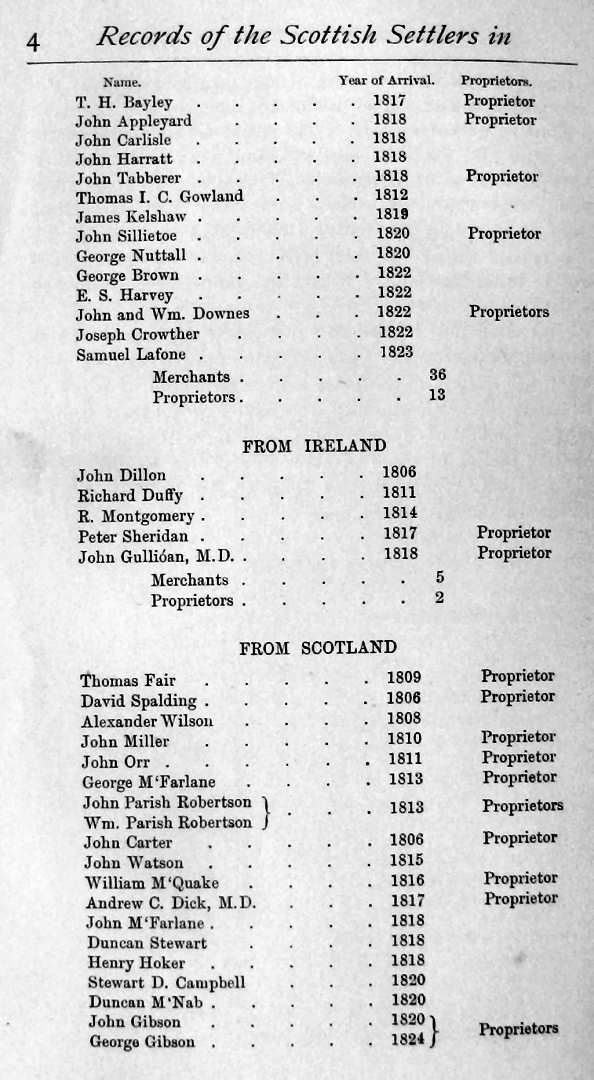 4 Records of the Scottish Settlers in
Name. Year of Arrival. Proprietors.
T. H. Bayley . . . . . 1817 Proprietor
John Appleyard . . . . 1818 Proprietor
John Carlisle . . . . . 1818
John Harratt . . . . . 1818
John Tabberer . . . . . 1818 Proprietor
Thomas I. C. Gowland . . . 1812
James Kelshaw . . . . . 1819
John Sillietoe . . . . . 1820 Proprietor
George Nuttall . . . . . 1820
George Brown . . . . . 1822
E. S. Harvey . . . . . 1822
John and Wm. Downes . . . 1822 Proprietors
Joseph Crowther . . . . 1822
Samuel Lafone . . . . . 1823
Merchants . . . . . 36
Proprietors . . . . . 13
FROM IRELAND
John Dillon . . . . . 1806
Richard Duffy . . . . . 1811
R. Montgomery . . . . . 1814
Peter Sheridan . . . . . 1817 Proprietor
John Gullióan, M.D. . . . . 1818 Proprietor
Merchants . . . . . 5
Proprietors . . . . . 2
FROM SCOTLAND
Thomas Fair . . . . . 1809 Proprietor
David Spalding . . . . . 1806 Proprietor
Alexander Wilson . . . . 1808
John Miller . . . . . 1810 Proprietor
John Orr . . . . . . 1811 Proprietor
George M'Farlane . . . . 1813 Proprietor
John Parish Robertson } . . . 1813 Proprietors
Wm. Parish Robertson
John Carter . . . . . 1806 Proprietor
John Watson . . . . . 1815
William M'Quake . . . . 1816 Proprietor
Andrew C. Dick, M.D. . . . 1817 Proprietor
John M'Farlane . . . . . 1818
Duncan Stewart . . . . 1818
Henry Hoker . . . . . 1818
Stewart D. Campbell . . . 1820
Duncan M'Nab . . . . . 1820
John Gibson . . . . . 1820 } Proprietors
George Gibson . . . . . 1824